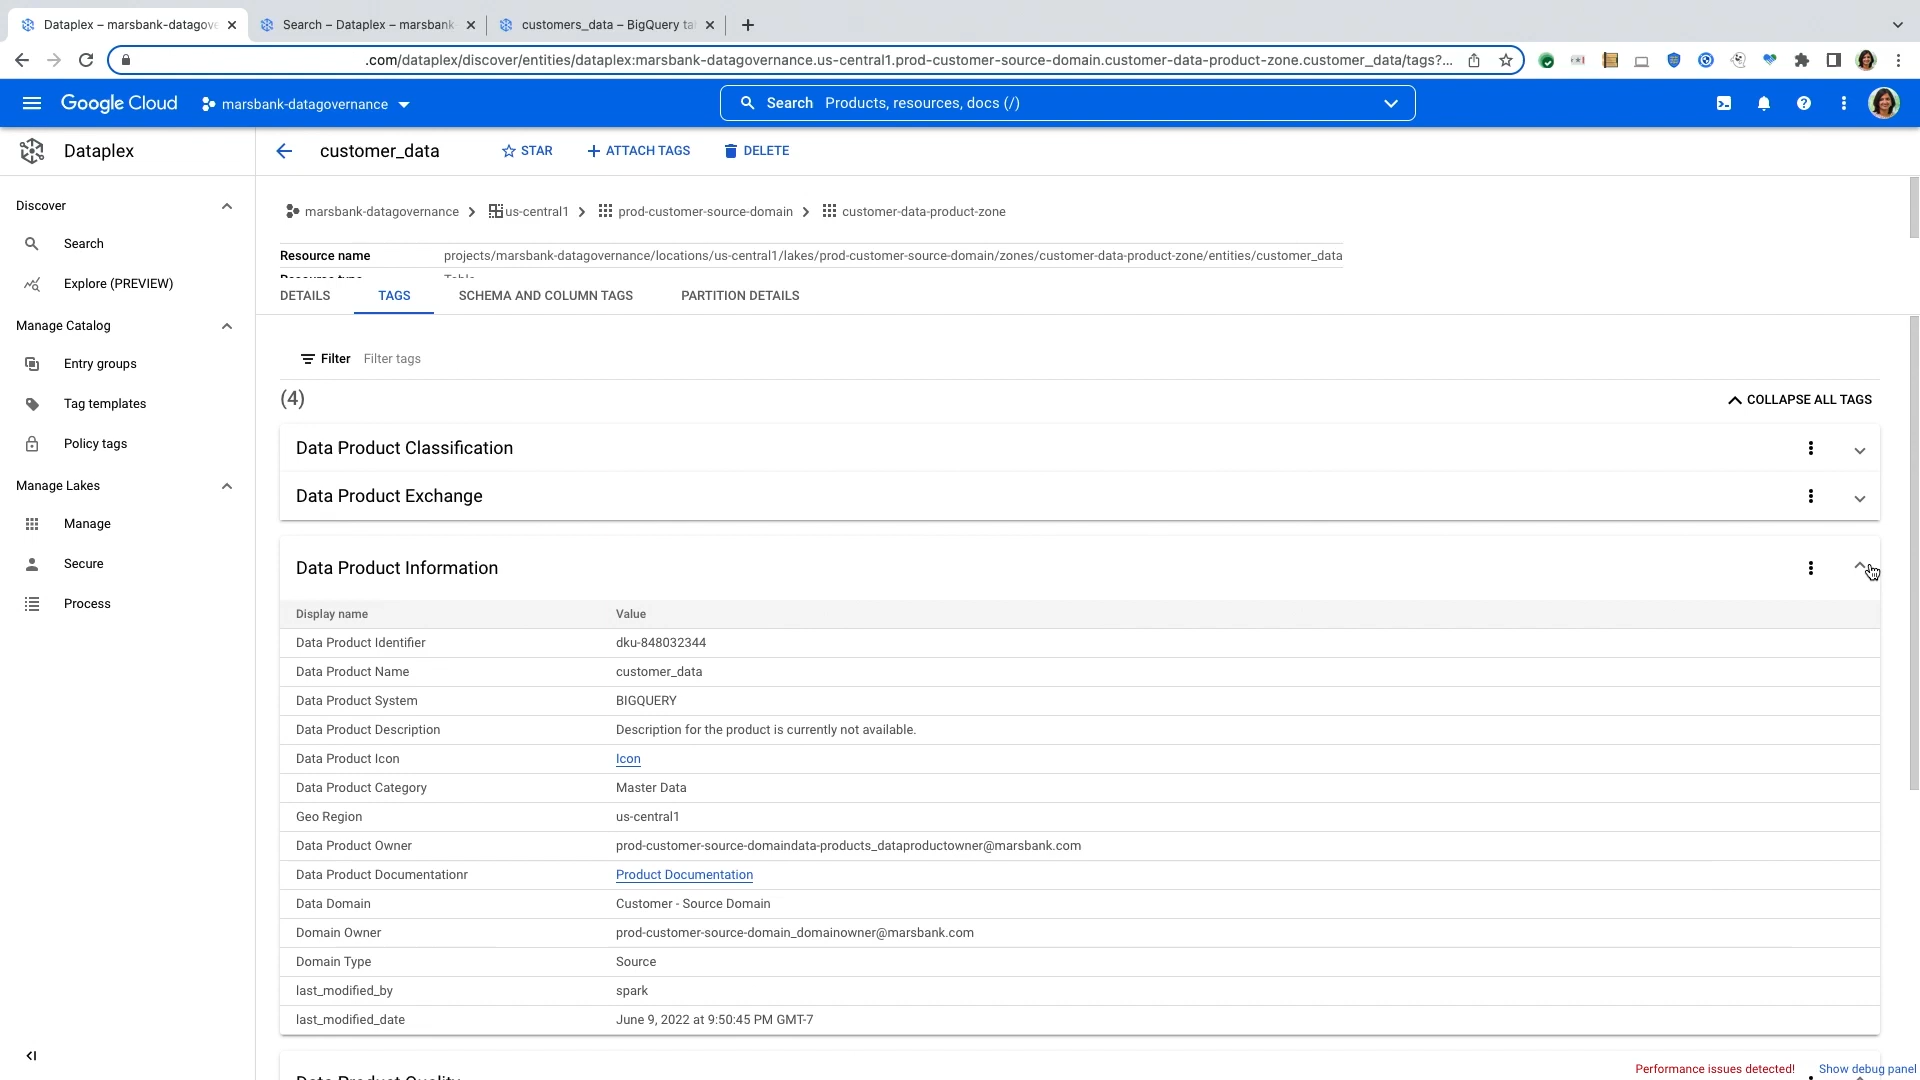 Dataplex – marsbank-datagove
Search – Dataplex – marsbank
customers_data – BigQuery ta
.com/dataplex/discover/entities/dataplex:marsbank-datagovernance.us-central1.prod-customer-source-domain.customer-data-product-zone.customer_data/tags?...
Google Cloud
marsbank-datagovernance
Search Products, resources, docs (/)
Dataplex
customer_data
STAR
ATTACH TAGS
DELETE
Discover
Search
Explore (PREVIEW)
Manage Catalog
Entry groups
Tag templates
Policy tags
Manage Lakes
Manage
Secure
Process
marsbank-datagovernance
us-central1
prod-customer-source-domain
customer-data-product-zone
Resource name projects/marsbank-datagovernance/locations/us-central1/lakes/prod-customer-source-domain/zones/customer-data-product-zone/entities/customer_data
Resource type Table
DETAILS
TAGS
SCHEMA AND COLUMN TAGS
PARTITION DETAILS
Filter Filter tags
(4)
COLLAPSE ALL TAGS
Data Product Classification
Data Product Exchange
Data Product Information
Display name Value
Data Product Identifier dku-848032344
Data Product Name customer_data
Data Product System BIGQUERY
Data Product Description Description for the product is currently not available.
Data Product Icon Icon
Data Product Category Master Data
Geo Region us-central1
Data Product Owner prod-customer-source-domaindata-products_dataproductowner@marsbank.com
Data Product Documentationr Product Documentation
Data Domain Customer - Source Domain
Domain Owner prod-customer-source-domain_domainowner@marsbank.com
Domain Type Source
last_modified_by spark
last_modified_date June 9, 2022 at 9:50:45 PM GMT-7
Data Product Quality
Performance issues detected!
Show debug panel